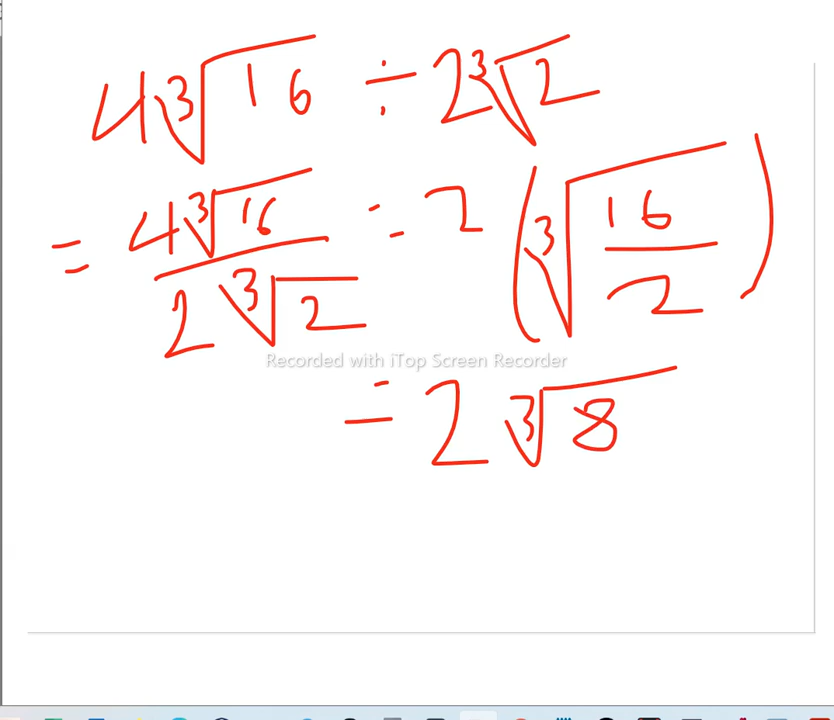 4∛16 ÷ 2∛2
= 4∛16 / 2∛2 = 2 (∛16/2)
Recorded with iTop Screen Recorder
= 2∛8